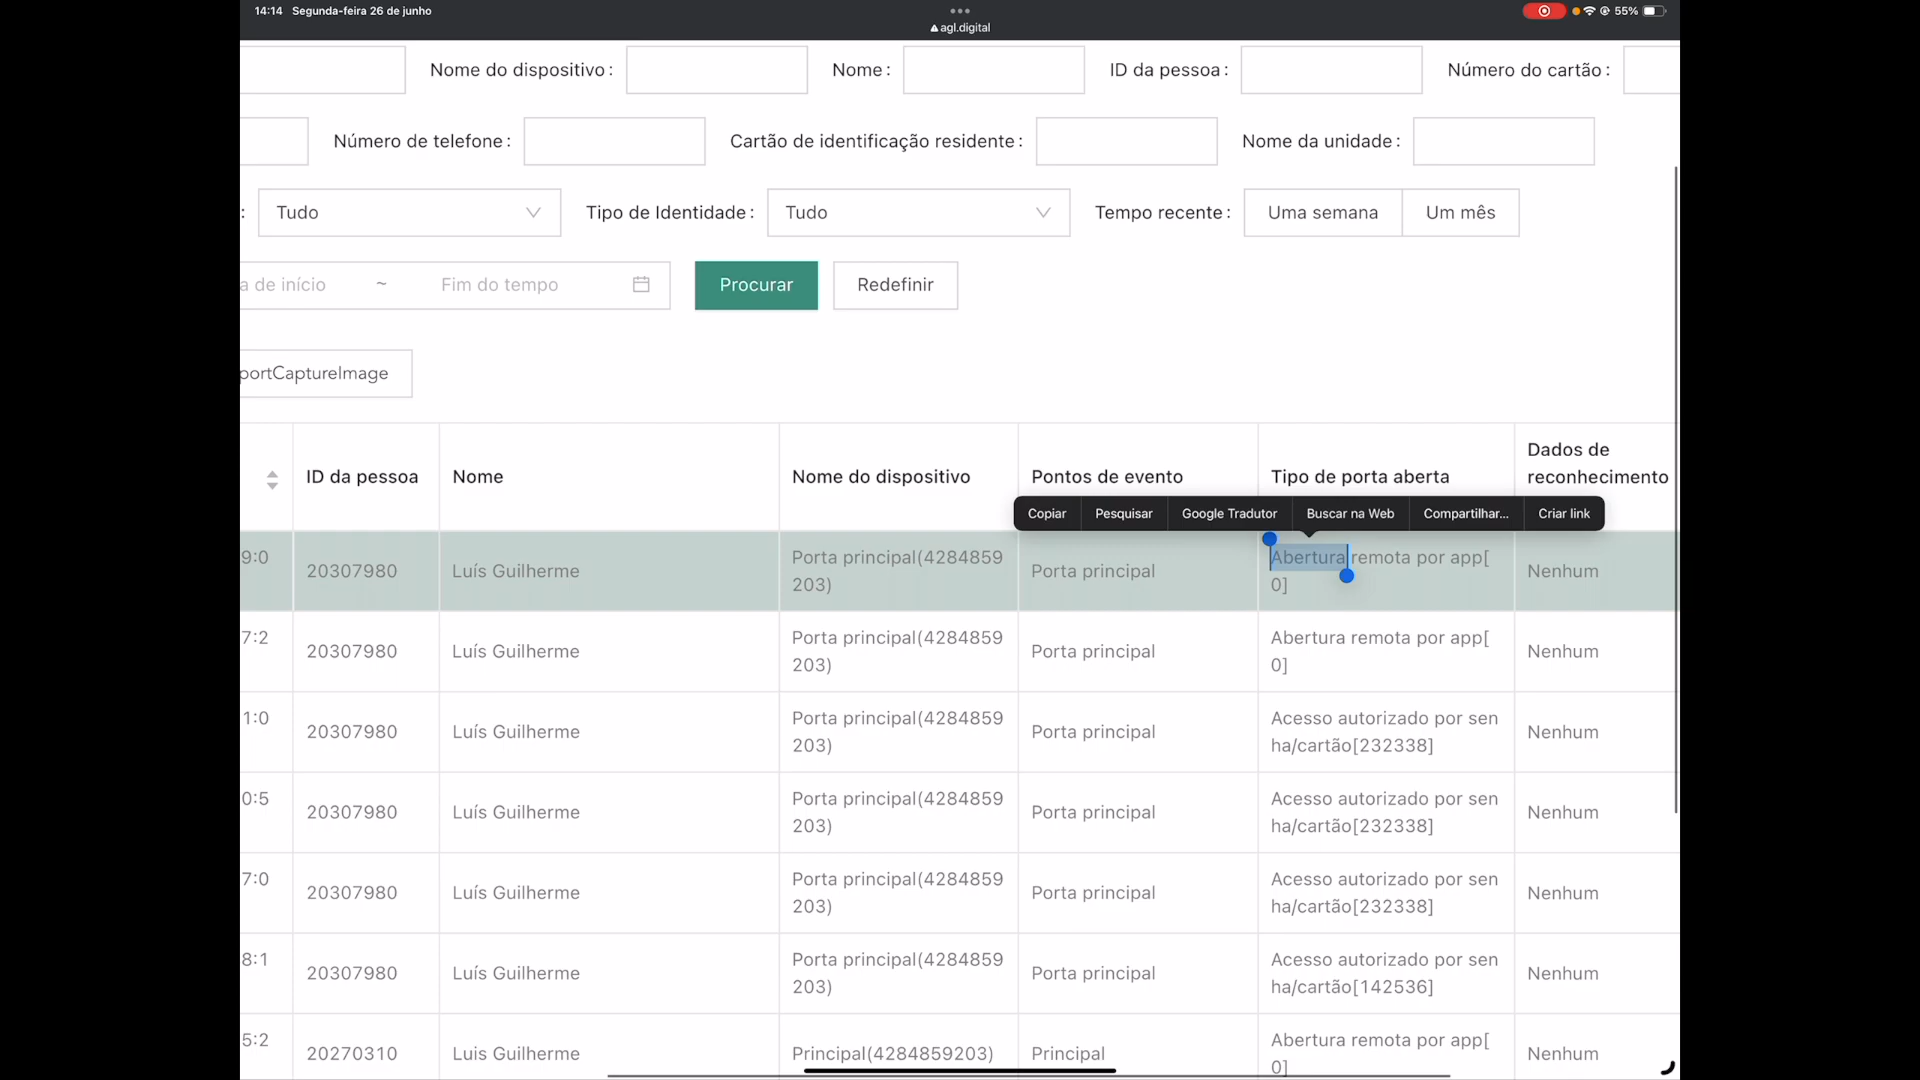 14:14 Segunda-feira 26 de junho
55%
agl.digital
Nome do dispositivo :
Nome :
ID da pessoa :
Número do cartão :
Número de telefone :
Cartão de identificação residente :
Nome da unidade :
: Tudo
Tipo de Identidade : Tudo
Tempo recente : Uma semana Um mês
a de início ~ Fim do tempo
Procurar
Redefinir
portCaptureImage
ID da pessoa
Nome
Nome do dispositivo
Pontos de evento
Tipo de porta aberta
Dados de
reconhecimento
Copiar Pesquisar Google Tradutor Buscar na Web Compartilhar... Criar link
9:0
20307980
Luís Guilherme
Porta principal(4284859
203)
Porta principal
Abertura remota por app[
0]
Nenhum
7:2
20307980
Luís Guilherme
Porta principal(4284859
203)
Porta principal
Abertura remota por app[
0]
Nenhum
1:0
20307980
Luís Guilherme
Porta principal(4284859
203)
Porta principal
Acesso autorizado por sen
ha/cartão[232338]
Nenhum
0:5
20307980
Luís Guilherme
Porta principal(4284859
203)
Porta principal
Acesso autorizado por sen
ha/cartão[232338]
Nenhum
7:0
20307980
Luís Guilherme
Porta principal(4284859
203)
Porta principal
Acesso autorizado por sen
ha/cartão[232338]
Nenhum
8:1
20307980
Luís Guilherme
Porta principal(4284859
203)
Porta principal
Acesso autorizado por sen
ha/cartão[142536]
Nenhum
5:2
20270310
Luis Guilherme
Principal(4284859203)
Principal
Abertura remota por app[
0]
Nenhum